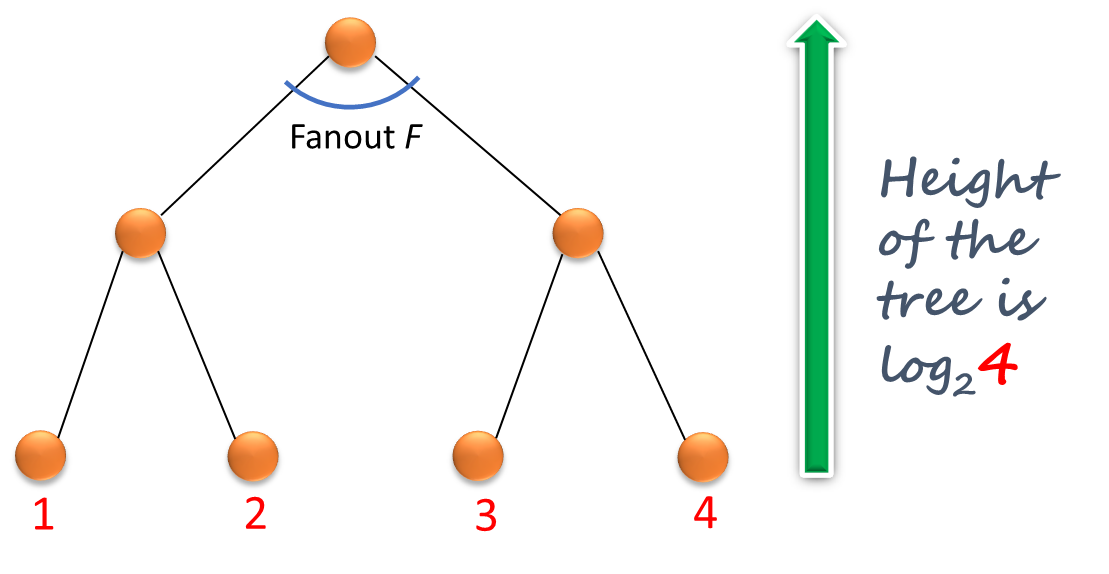 Fanout F
Height
of the
tree is
log₂4
1 2 3 4